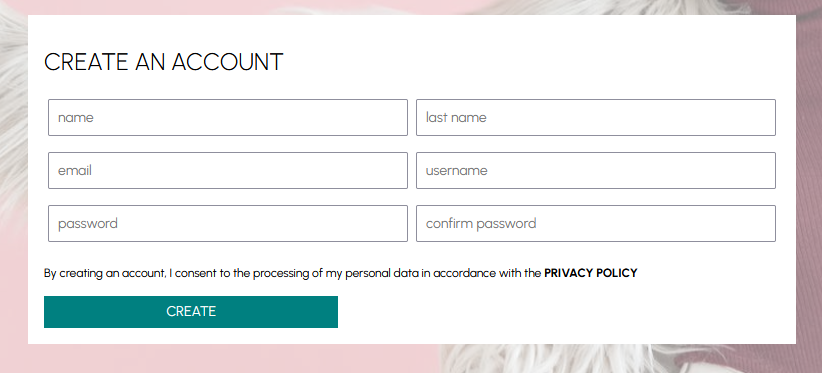 CREATE AN ACCOUNT
name
last name
email
username
password
confirm password
By creating an account, I consent to the processing of my personal data in accordance with the PRIVACY POLICY
CREATE